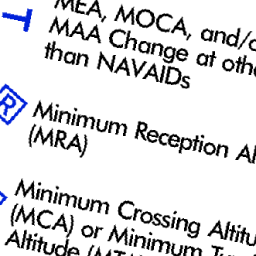 MEA, MOCA, and/o
MAA Change at oth
than NAVAIDs
R
Minimum Reception Al
(MRA)
Minimum Crossing Altitu
(MCA) or Minimum
Altitude